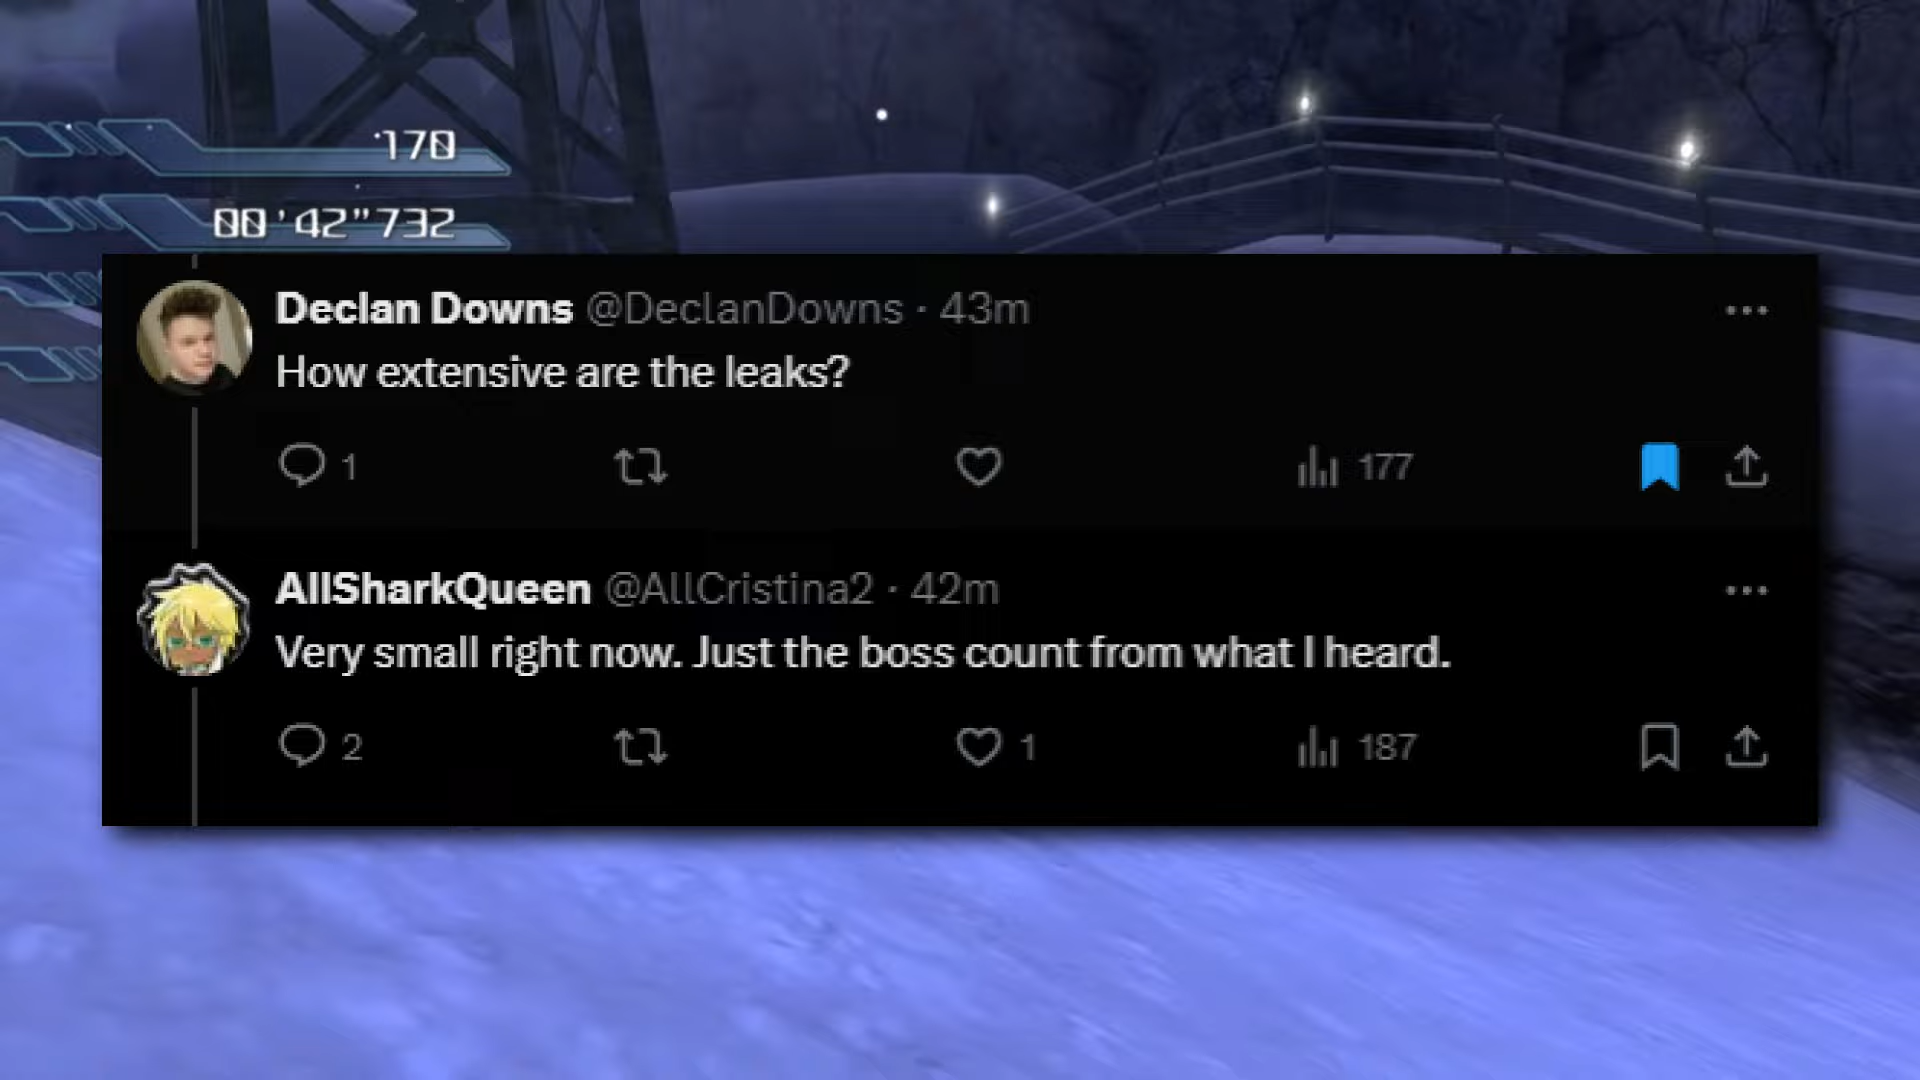 170
00'42"732
Declan Downs @DeclanDowns · 43m
How extensive are the leaks?
1
177
AllSharkQueen @AllCristina2 · 42m
Very small right now. Just the boss count from what I heard.
2
1
187